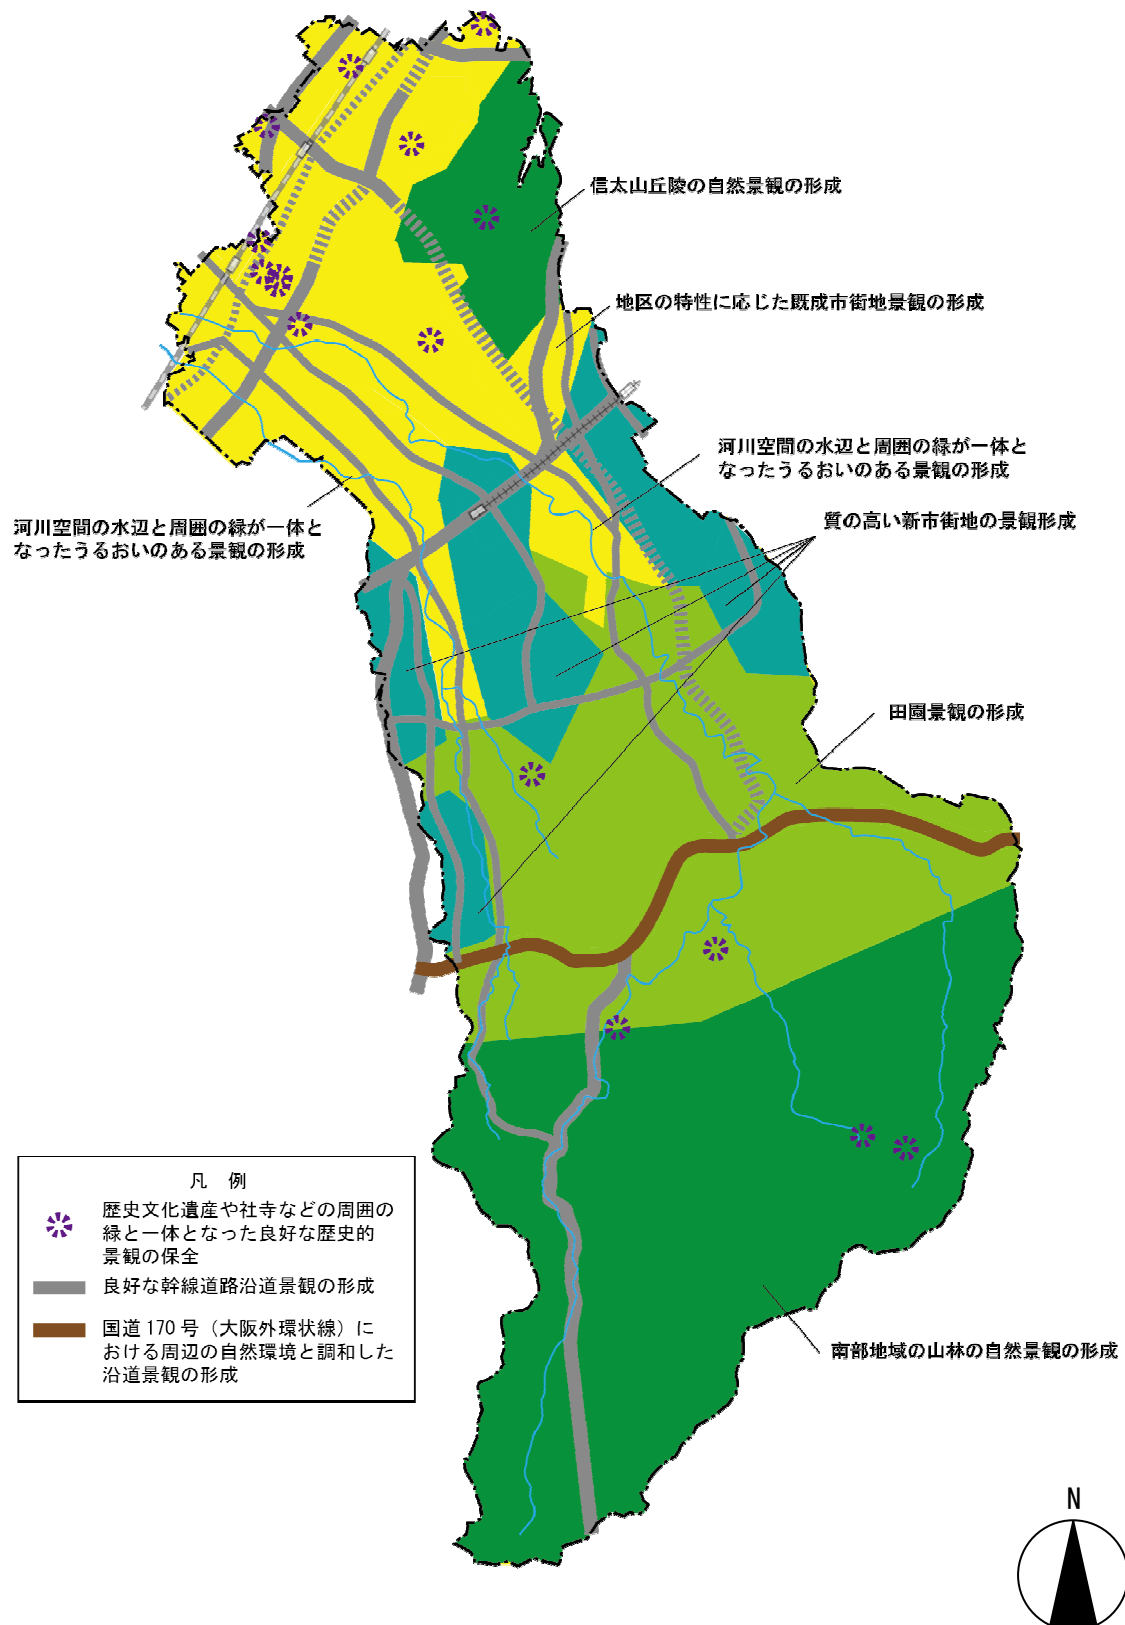 信太山丘陵の自然景観の形成
地区の特性に応じた既成市街地景観の形成
河川空間の水辺と周囲の緑が一体と
なったうるおいのある景観の形成
質の高い新市街地の景観形成
河川空間の水辺と周囲の緑が一体と
なったうるおいのある景観の形成
田園景観の形成
凡 例
歴史文化遺産や社寺などの周囲の
緑と一体となった良好な歴史的
景観の保全
良好な幹線道路沿道景観の形成
国道 170 号（大阪外環状線）に
おける周辺の自然環境と調和した
沿道景観の形成
南部地域の山林の自然景観の形成
N